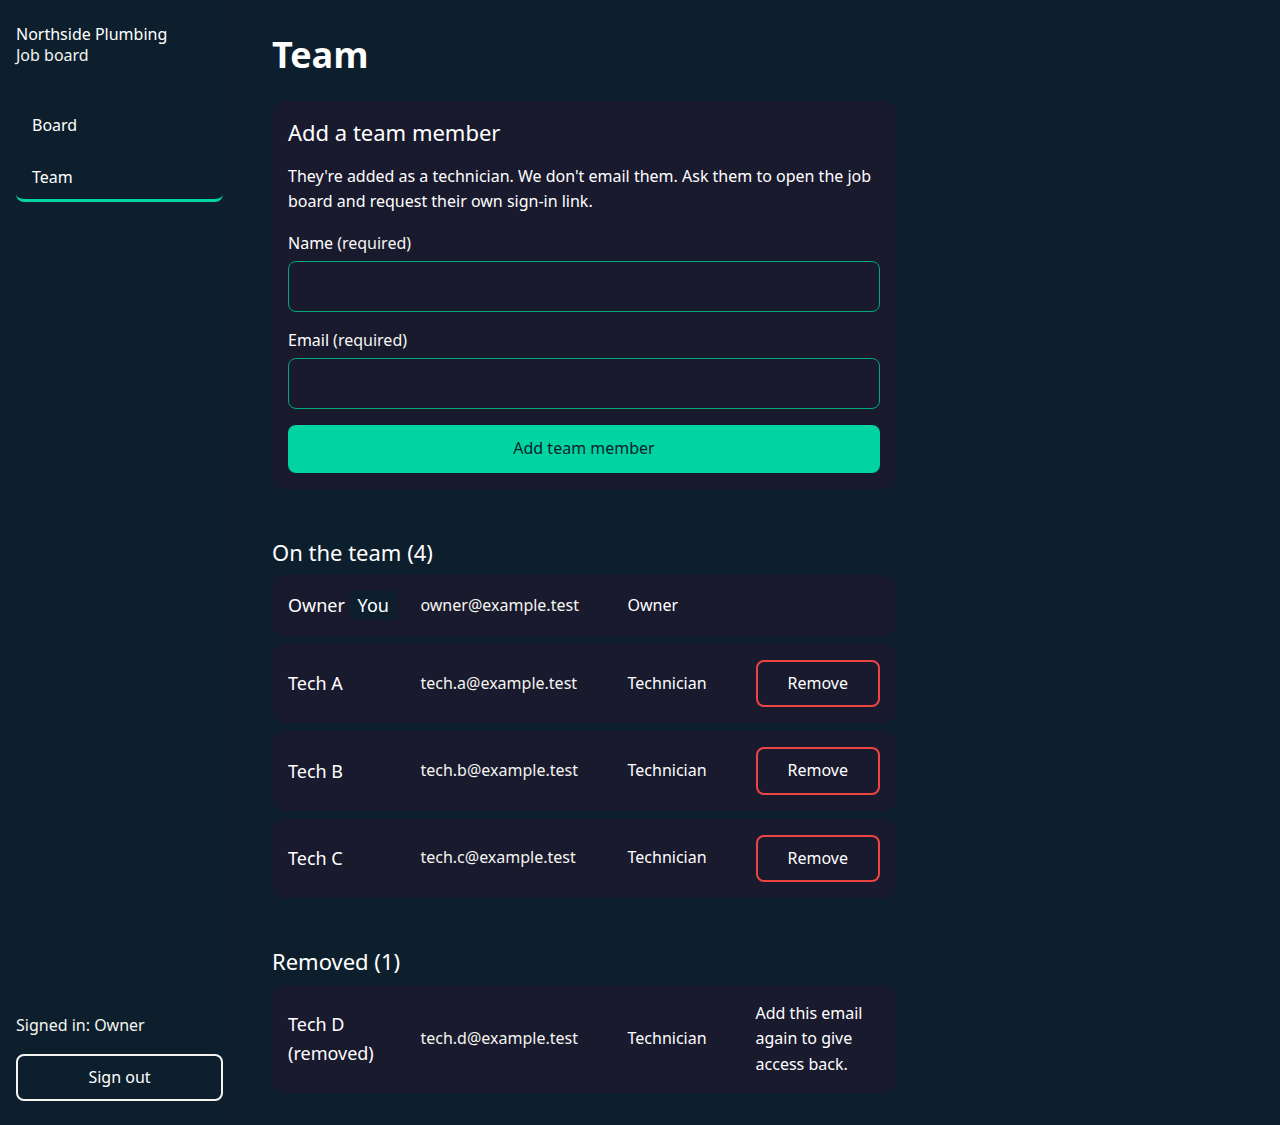 Northside Plumbing
Job board
Board
Team
Signed in: Owner
Sign out
Team
Add a team member
They're added as a technician. We don't email them. Ask them to open the job
board and request their own sign-in link.
Name (required)
Email (required)
Add team member
On the team (4)
Owner You owner@example.test Owner
Tech A tech.a@example.test Technician Remove
Tech B tech.b@example.test Technician Remove
Tech C tech.c@example.test Technician Remove
Removed (1)
Tech D
(removed)
tech.d@example.test
Technician
Add this email
again to give
access back.